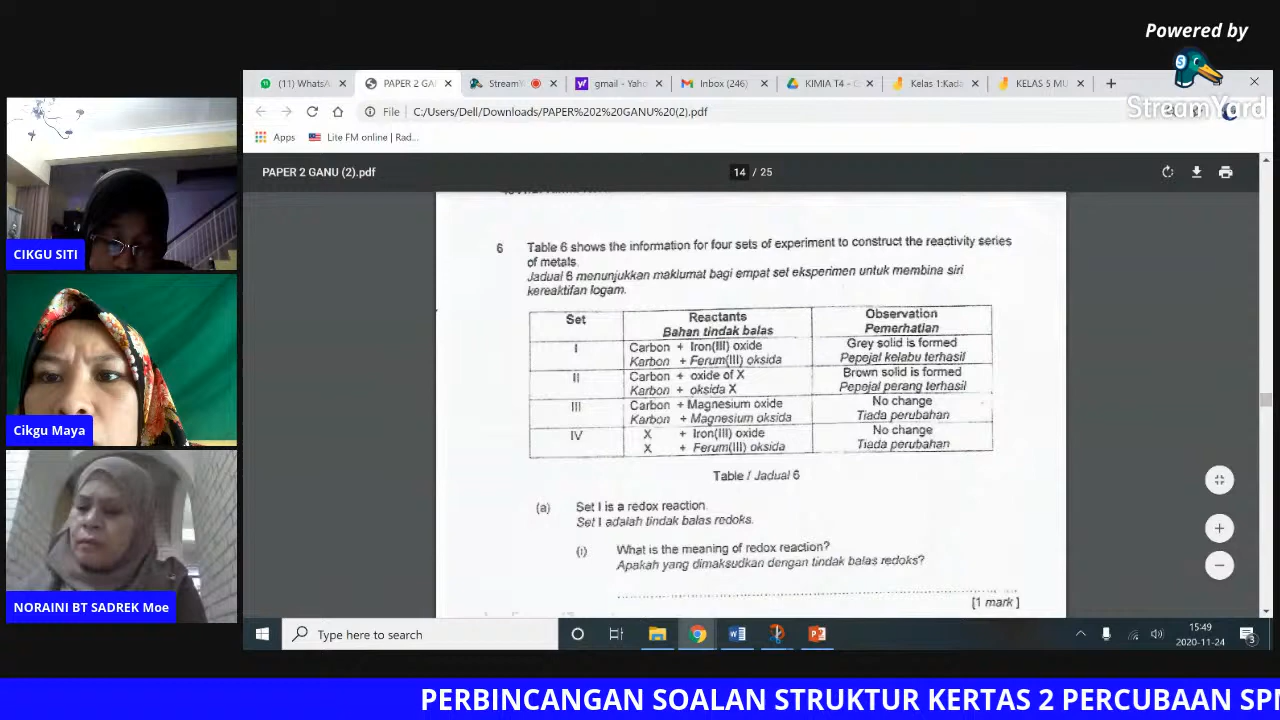 Powered by
StreamYard
(11) WhatsA
PAPER 2 GAI
StreamY
gmail - Yaho
Inbox (246)
KIMIA T4 - C
Kelas 1:Kada
KELAS 5 MU
File
C:/Users/Dell/Downloads/PAPER%202%20GANU%20(2).pdf
Apps
Lite FM online | Rad...
PAPER 2 GANU (2).pdf
14 / 25
6 Table 6 shows the information for four sets of experiment to construct the reactivity series
of metals.
Jadual 6 menunjukkan maklumat bagi empat set eksperimen untuk membina siri
kereaktifan logam.
Set Reactants Observation
Bahan tindak balas Pemerhatian
I Carbon + Iron(III) oxide Grey solid is formed
Karbon + Ferum(III) oksida Pepejal kelabu terhasil
II Carbon + oxide of X Brown solid is formed
Karbon + oksida X Pepejal perang terhasil
III Carbon + Magnesium oxide No change
Karbon + Magnesium oksida Tiada perubahan
IV X + Iron(III) oxide No change
X + Ferum(III) oksida Tiada perubahan
Table / Jadual 6
(a) Set I is a redox reaction.
Set I adalah tindak balas redoks.
(i) What is the meaning of redox reaction?
Apakah yang dimaksudkan dengan tindak balas redoks?
[1 mark]
CIKGU SITI
Cikgu Maya
NORAINI BT SADREK Moe
Type here to search
15:49
2020-11-24
3
PERBINCANGAN SOALAN STRUKTUR KERTAS 2 PERCUBAAN SPM